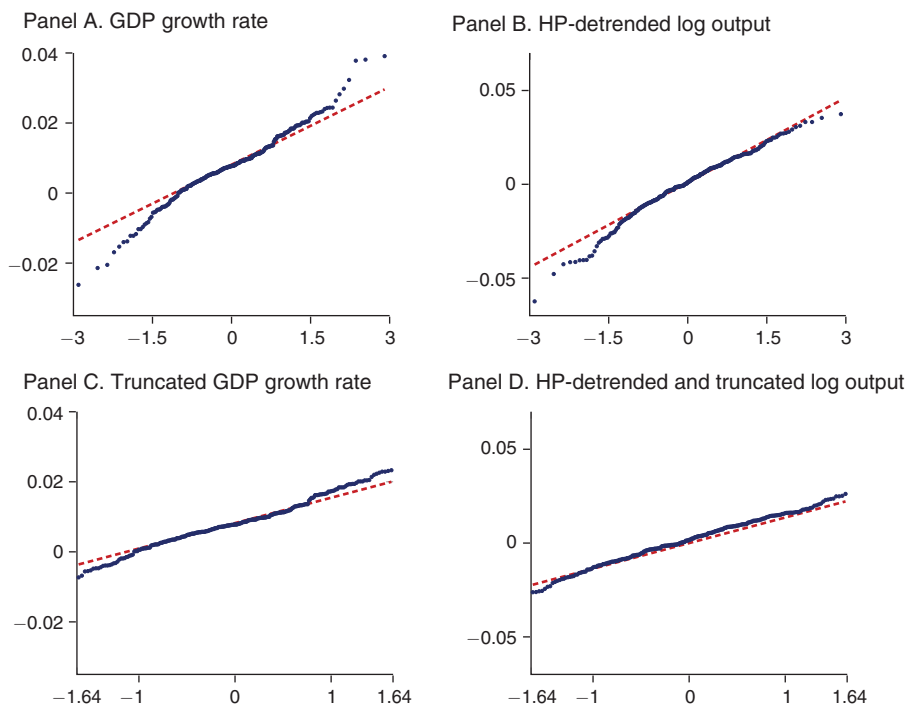 Panel A. GDP growth rate
0.04
0.02
0
−0.02
−3 −1.5 0 1.5 3
Panel B. HP-detrended log output
0.05
0
−0.05
−3 −1.5 0 1.5 3
Panel C. Truncated GDP growth rate
0.04
0.02
0
−0.02
−1.64 −1 0 1 1.64
Panel D. HP-detrended and truncated log output
0.05
0
−0.05
−1.64 −1 0 1 1.64